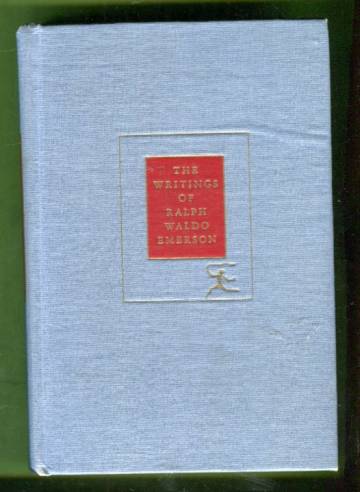 THE
WRITINGS
OF
RALPH
WALDO
EMERSON